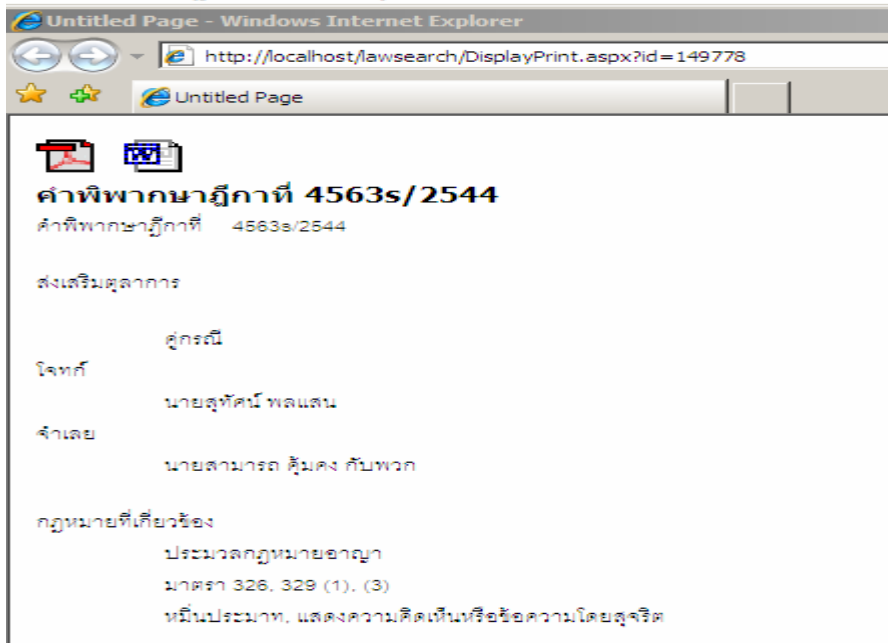 Untitled Page - Windows Internet Explorer
http://localhost/lawsearch/DisplayPrint.aspx?id=149778
Untitled Page
คำพิพากษาฎีกาที่ 4563s/2544
คำพิพากษาฎีกาที่ 4563s/2544
ส่งเสริมตุลาการ
คู่กรณี
โจทก์
นายสุทัศน์ พลแสน
จำเลย
นายสามารถ คุ้มคง กับพวก
กฎหมายที่เกี่ยวข้อง
ประมวลกฎหมายอาญา
มาตรา 326, 329 (1), (3)
หมิ่นประมาท, แสดงความคิดเห็นหรือข้อความโดยสุจริต